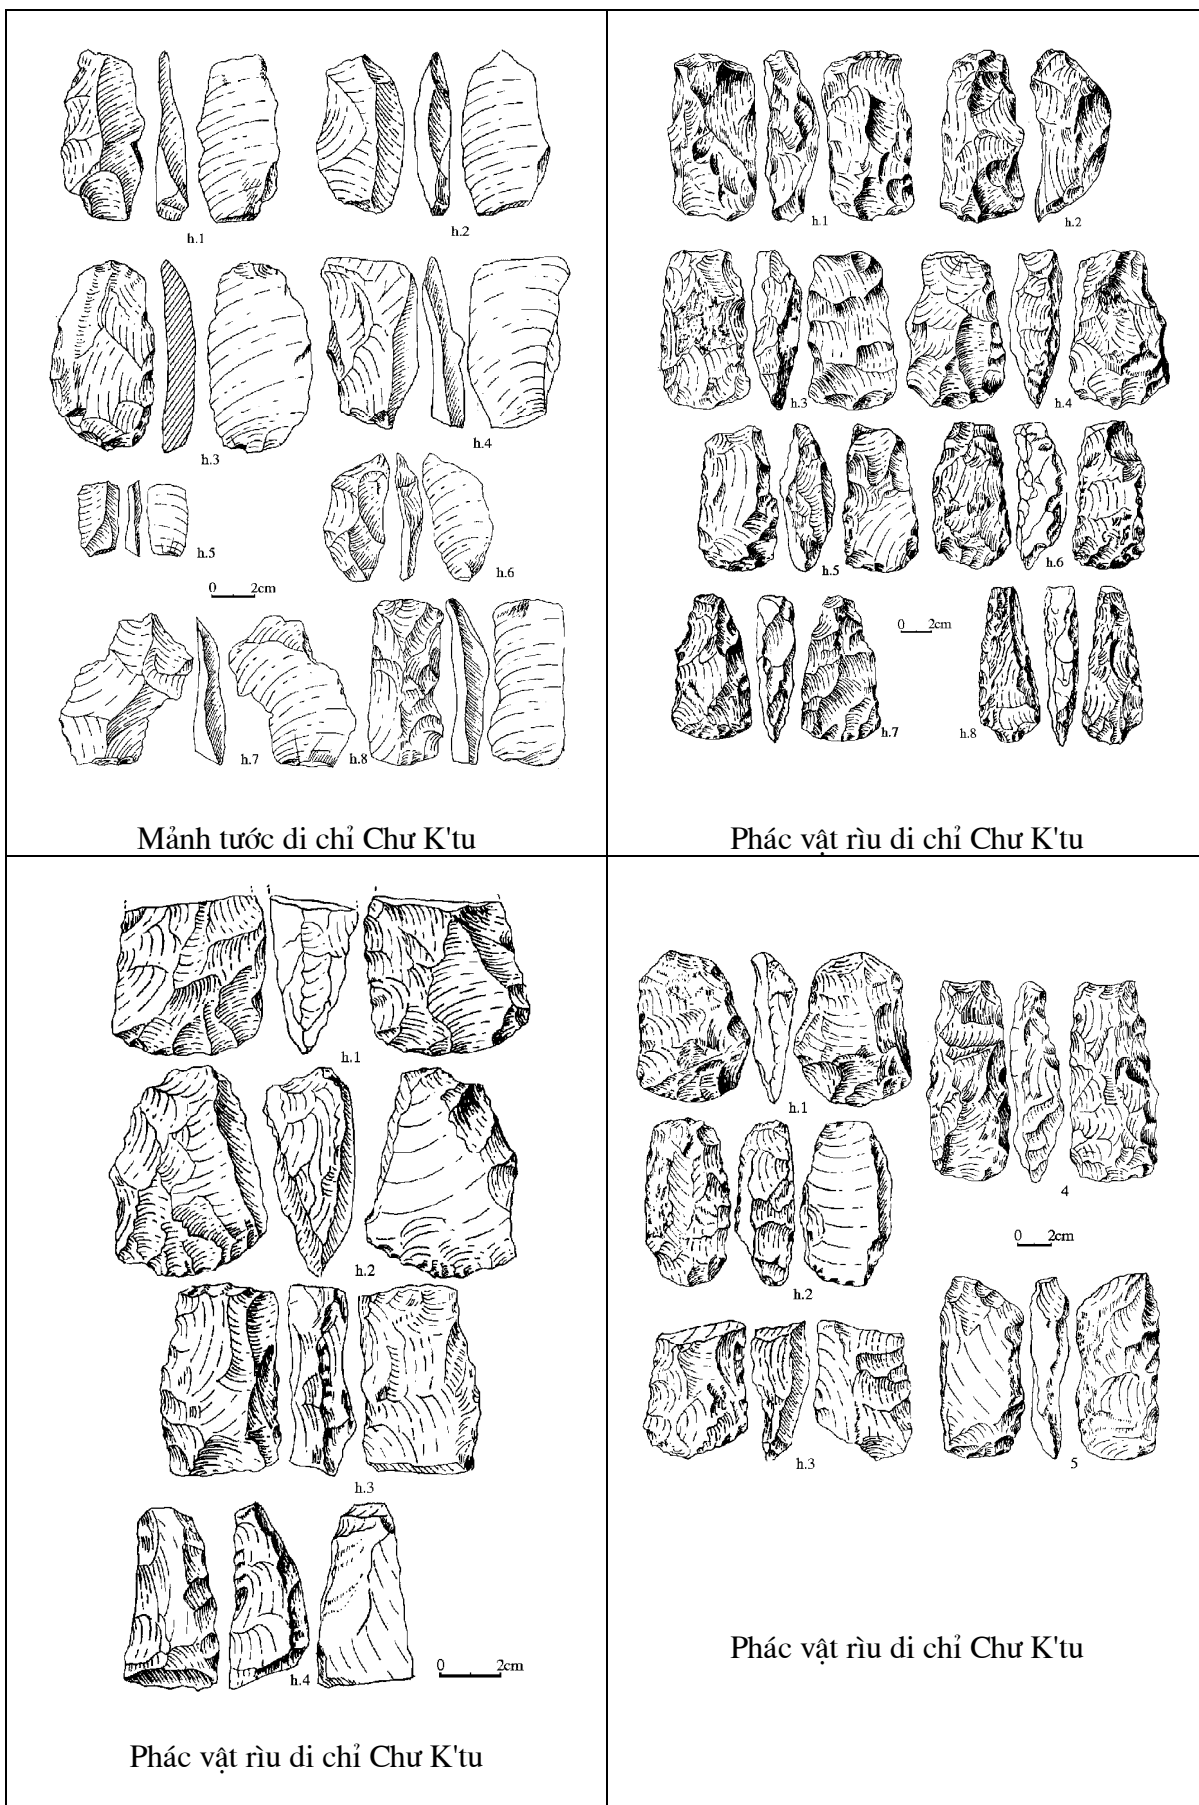 h.1
h.2
h.3
h.4
h.5
h.6
0 2cm
h.7
h.8
Mảnh tước di chỉ Chư K'tu
h.1
h.2
h.3
h.4
h.5
h.6
0 2cm
h.7
h.8
Phác vật rìu di chỉ Chư K'tu
h.1
h.2
h.3
h.4
0 2cm
Phác vật rìu di chỉ Chư K'tu
h.1
4
0 2cm
h.2
h.3
5
Phác vật rìu di chỉ Chư K'tu